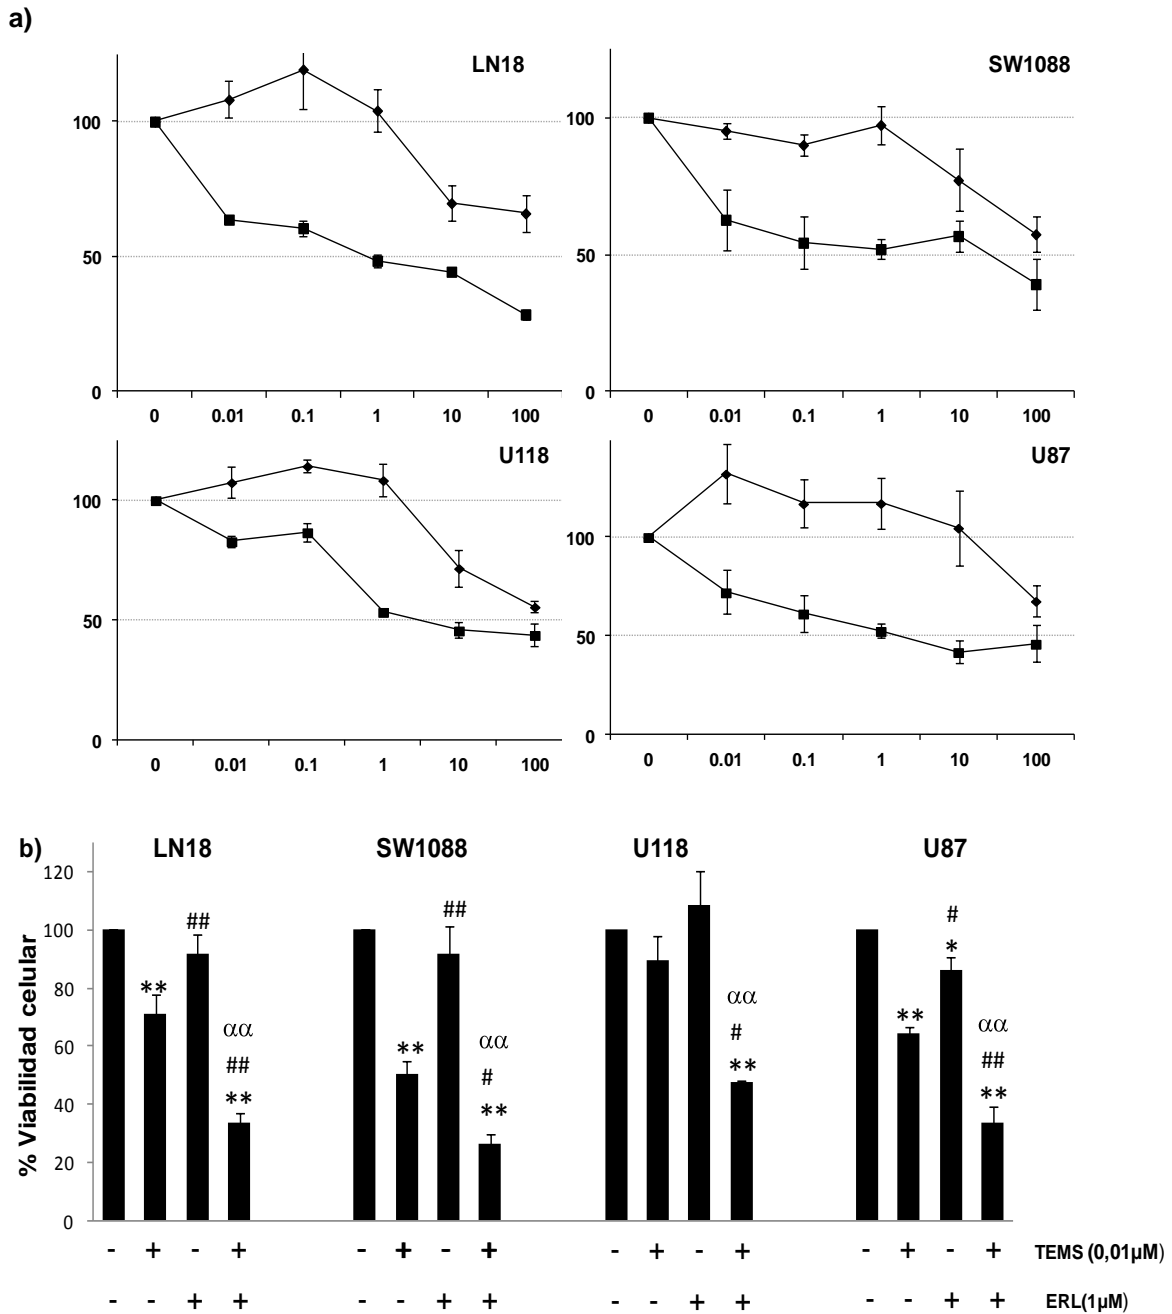 a)
LN18
100
50
0
0 0.01 0.1 1 10 100
SW1088
100
50
0
0 0.01 0.1 1 10 100
U118
100
50
0
0 0.01 0.1 1 10 100
U87
100
50
0
0 0.01 0.1 1 10 100
b)
LN18 SW1088 U118 U87
% Viabilidad celular
120
100
80
60
40
20
0
**
##
αα
##
**
**
##
αα
#
**
αα
#
**
**
#
*
αα
##
**
- + - + - + - + - + - + - + - + TEMS (0,01µM)
- - + + - - + + - - + + - - + + ERL(1µM)